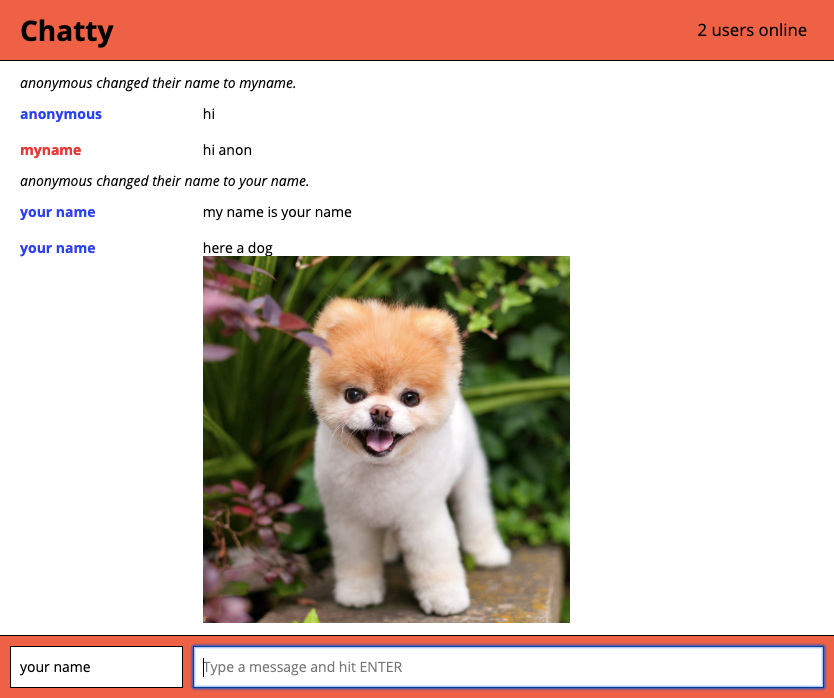 Chatty
2 users online
anonymous changed their name to myname.
anonymous hi
myname hi anon
anonymous changed their name to your name.
your name my name is your name
your name here a dog
your name
Type a message and hit ENTER